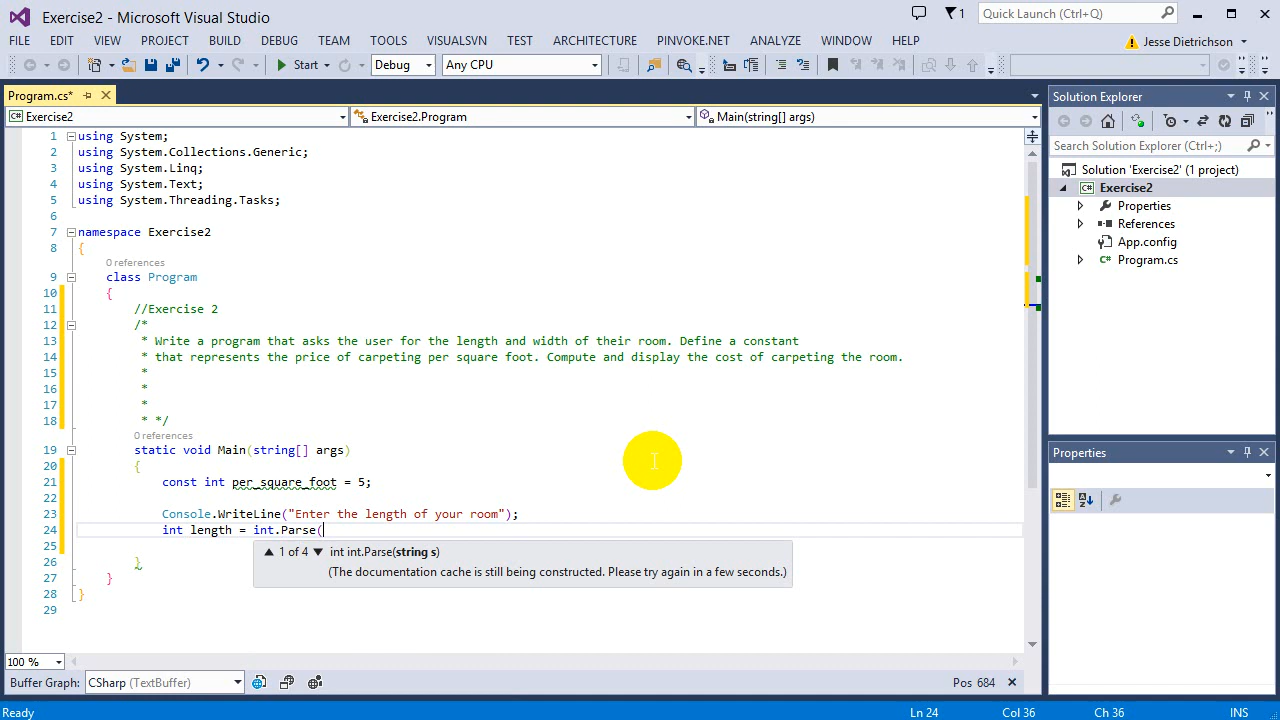 Exercise2 - Microsoft Visual Studio
1
Quick Launch (Ctrl+Q)
FILE EDIT VIEW PROJECT BUILD DEBUG TEAM TOOLS VISUALSVN TEST ARCHITECTURE PINVOKE.NET ANALYZE WINDOW HELP
Jesse Dietrichson
Start
Debug
Any CPU
Program.cs*
Exercise2
Exercise2.Program
Main(string[] args)
1 using System;
2 using System.Collections.Generic;
3 using System.Linq;
4 using System.Text;
5 using System.Threading.Tasks;
6
7 namespace Exercise2
8 {
0 references
9 class Program
10 {
11 //Exercise 2
12 /*
13 * Write a program that asks the user for the length and width of their room. Define a constant
14 * that represents the price of carpeting per square foot. Compute and display the cost of carpeting the room.
15 *
16 *
17 *
18 * */
0 references
19 static void Main(string[] args)
20 {
21 const int per_square_foot = 5;
22
23 Console.WriteLine("Enter the length of your room");
24 int length = int.Parse(
25
1 of 4 int int.Parse(string s)
(The documentation cache is still being constructed. Please try again in a few seconds.)
26 }
27 }
28 }
29
100 %
Buffer Graph: CSharp (TextBuffer)
Pos 684
Solution Explorer
Search Solution Explorer (Ctrl+;)
Solution 'Exercise2' (1 project)
Exercise2
Properties
References
App.config
Program.cs
Properties
Ready
Ln 24
Col 36
Ch 36
INS